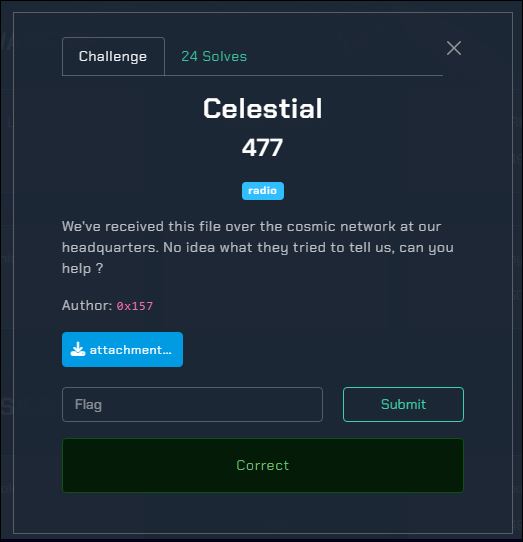 Challenge
24 Solves
Celestial
477
radio
We've received this file over the cosmic network at our
headquarters. No idea what they tried to tell us, can you
help ?
Author: 0x157
attachment...
Flag
Submit
Correct